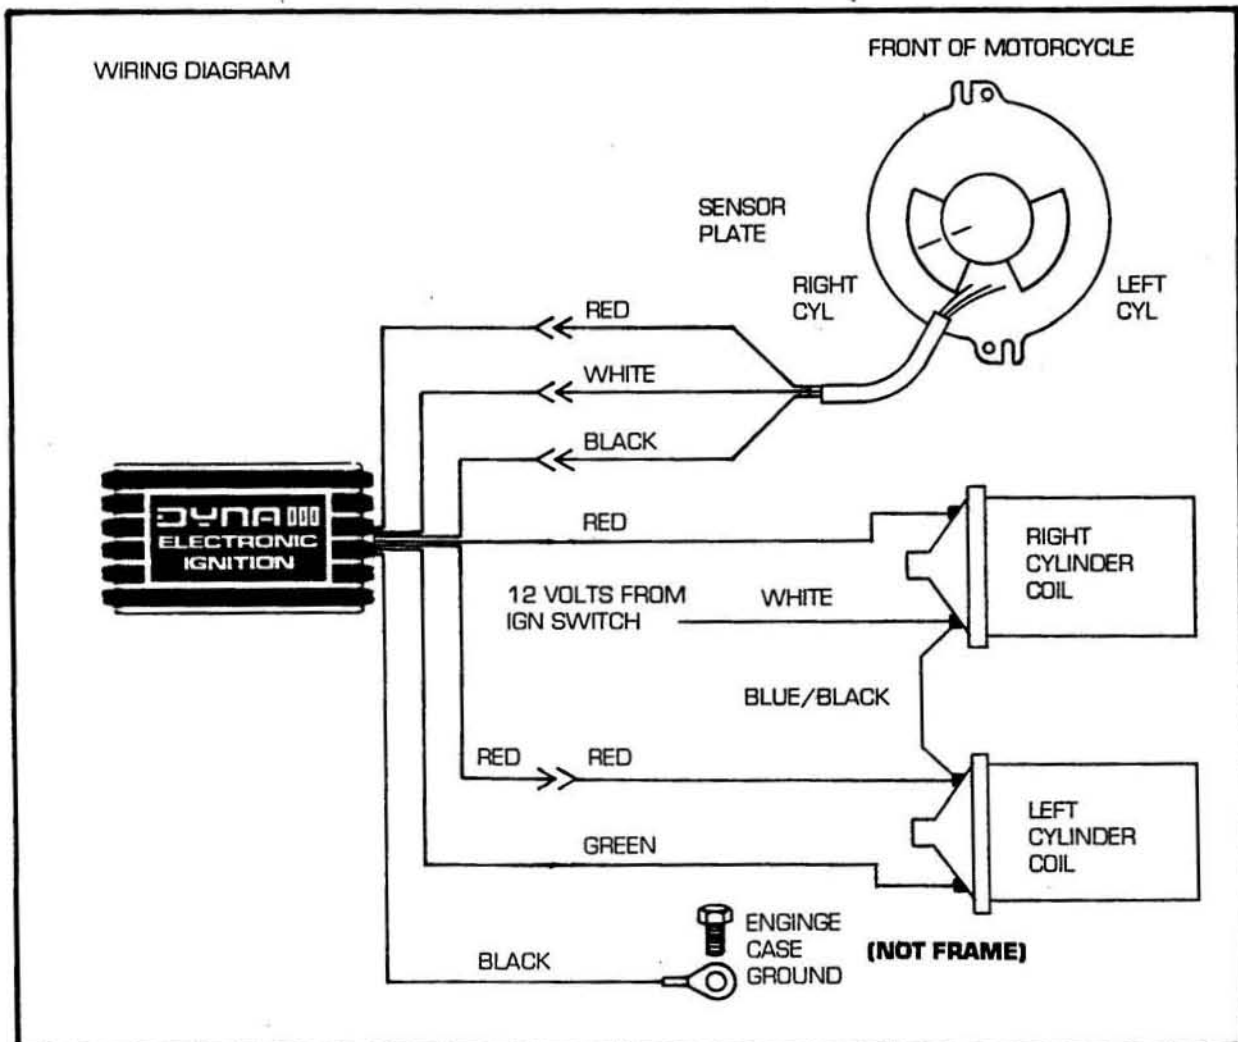 WIRING DIAGRAM
FRONT OF MOTORCYCLE
SENSOR
PLATE
RIGHT
CYL
LEFT
CYL
RED
WHITE
BLACK
DYNA III
ELECTRONIC
IGNITION
RED
RIGHT
CYLINDER
COIL
12 VOLTS FROM
IGN SWITCH
WHITE
BLUE/BLACK
RED
RED
LEFT
CYLINDER
COIL
GREEN
ENGINGE
CASE
GROUND
(NOT FRAME)
BLACK